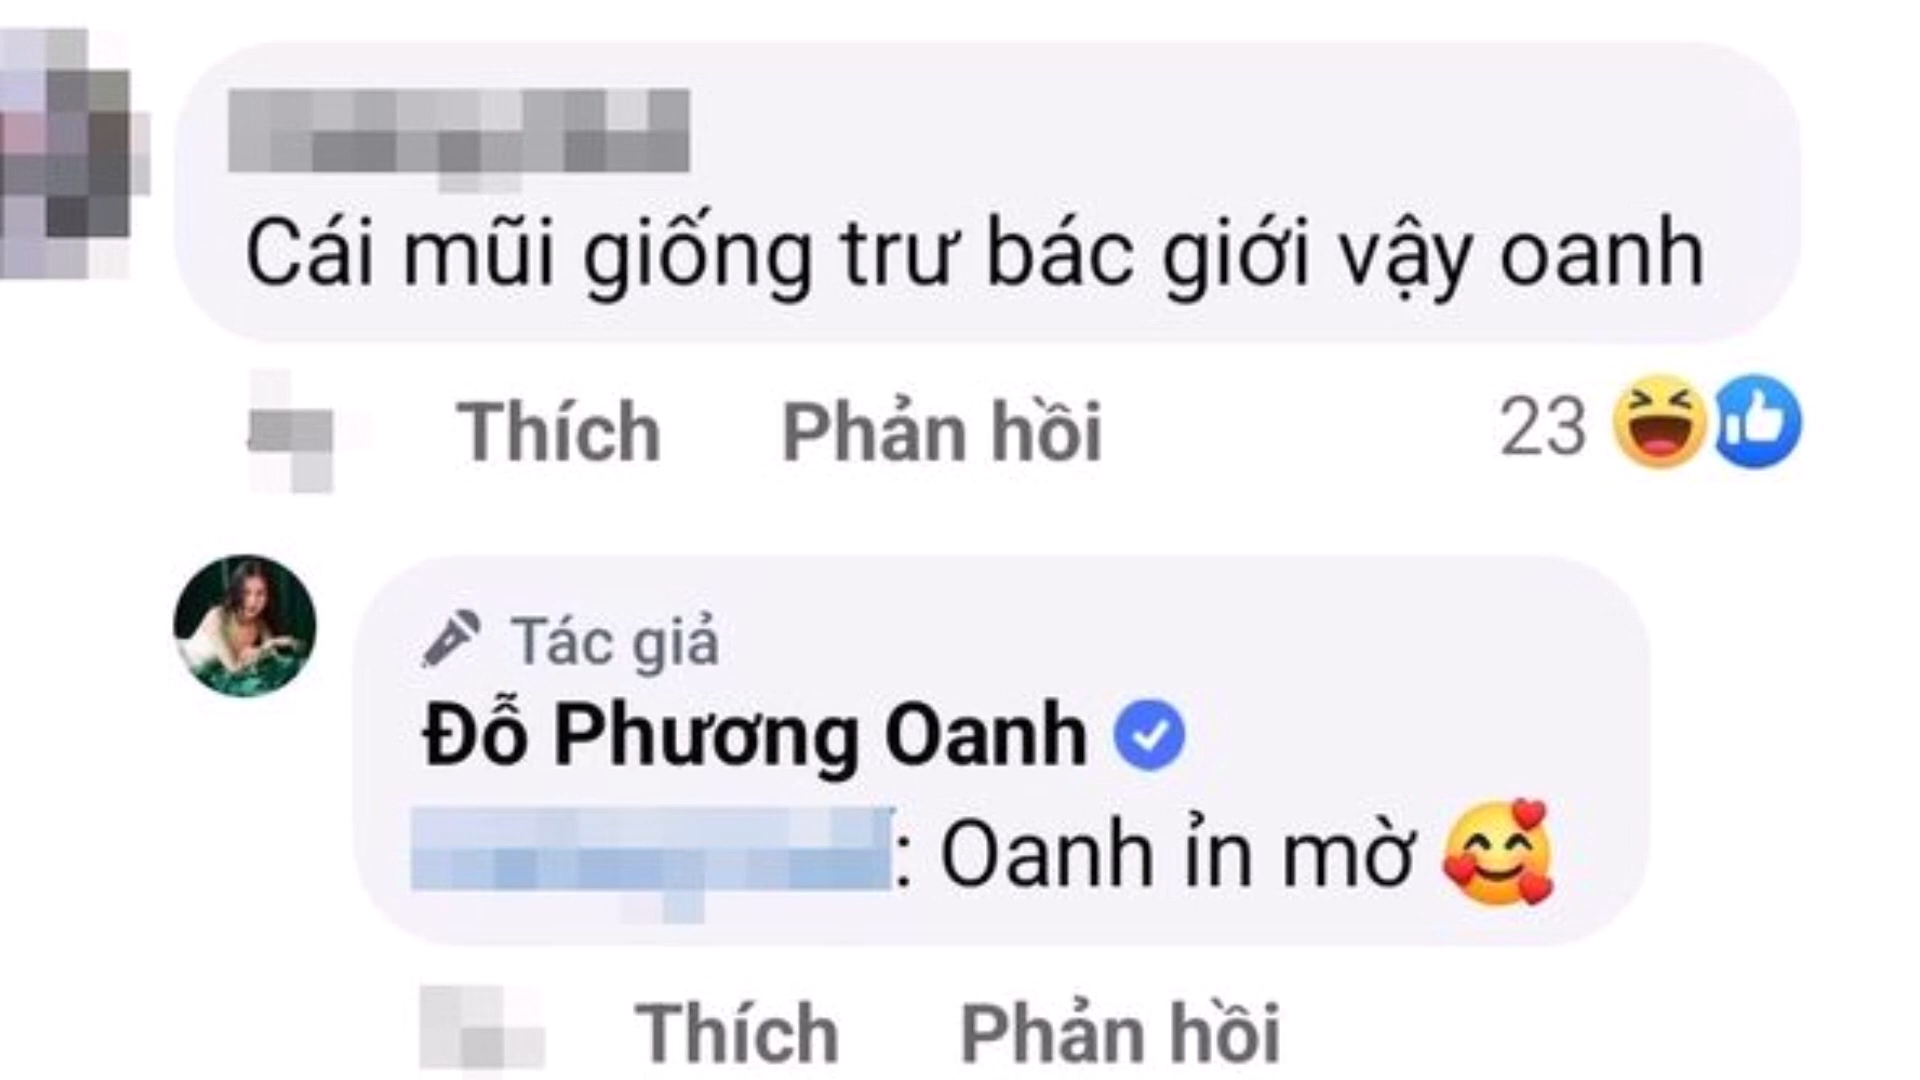 Cái mũi giống trư bác giới vậy oanh
Thích Phản hồi 23
Tác giả
Đỗ Phương Oanh
: Oanh ỉn mờ
Thích Phản hồi